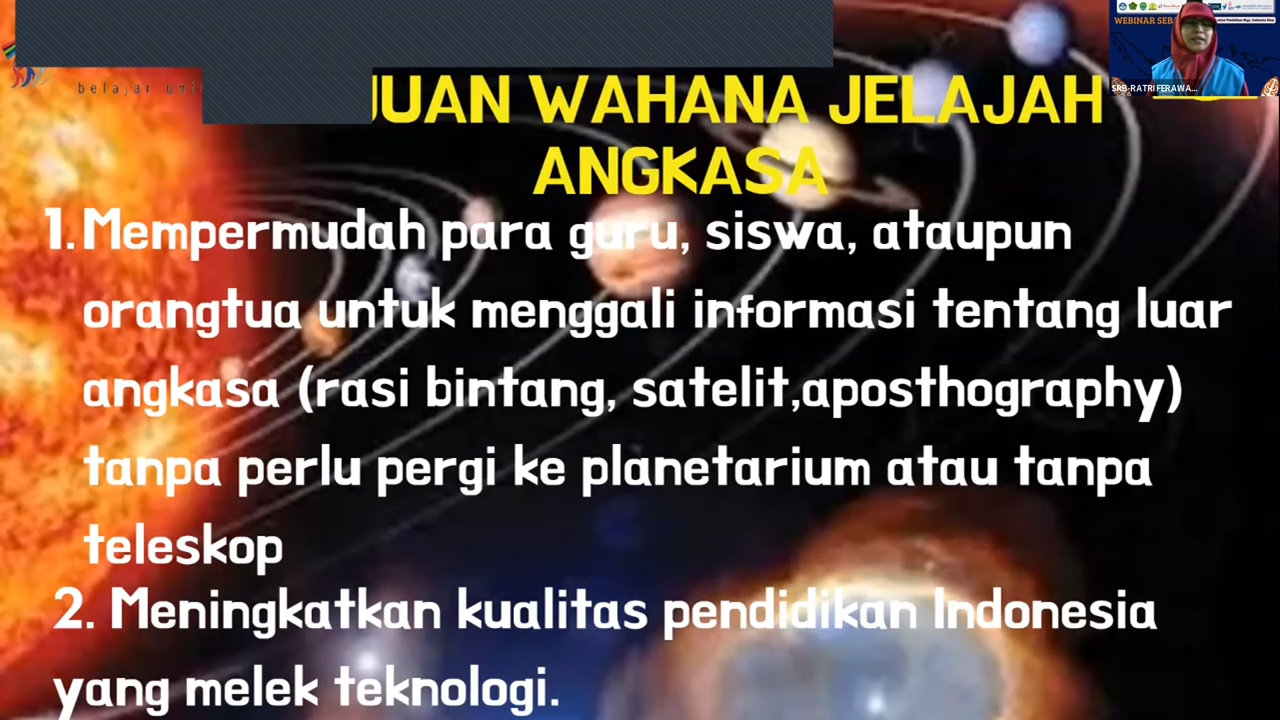 WEBINAR SEB
SRB-RATRI FERAWA...
JUAN WAHANA JELAJAH
ANGKASA
1. Mempermudah para guru, siswa, ataupun
orangtua untuk menggali informasi tentang luar
angkasa (rasi bintang, satelit,aposthography)
tanpa perlu pergi ke planetarium atau tanpa
teleskop
2. Meningkatkan kualitas pendidikan Indonesia
yang melek teknologi.